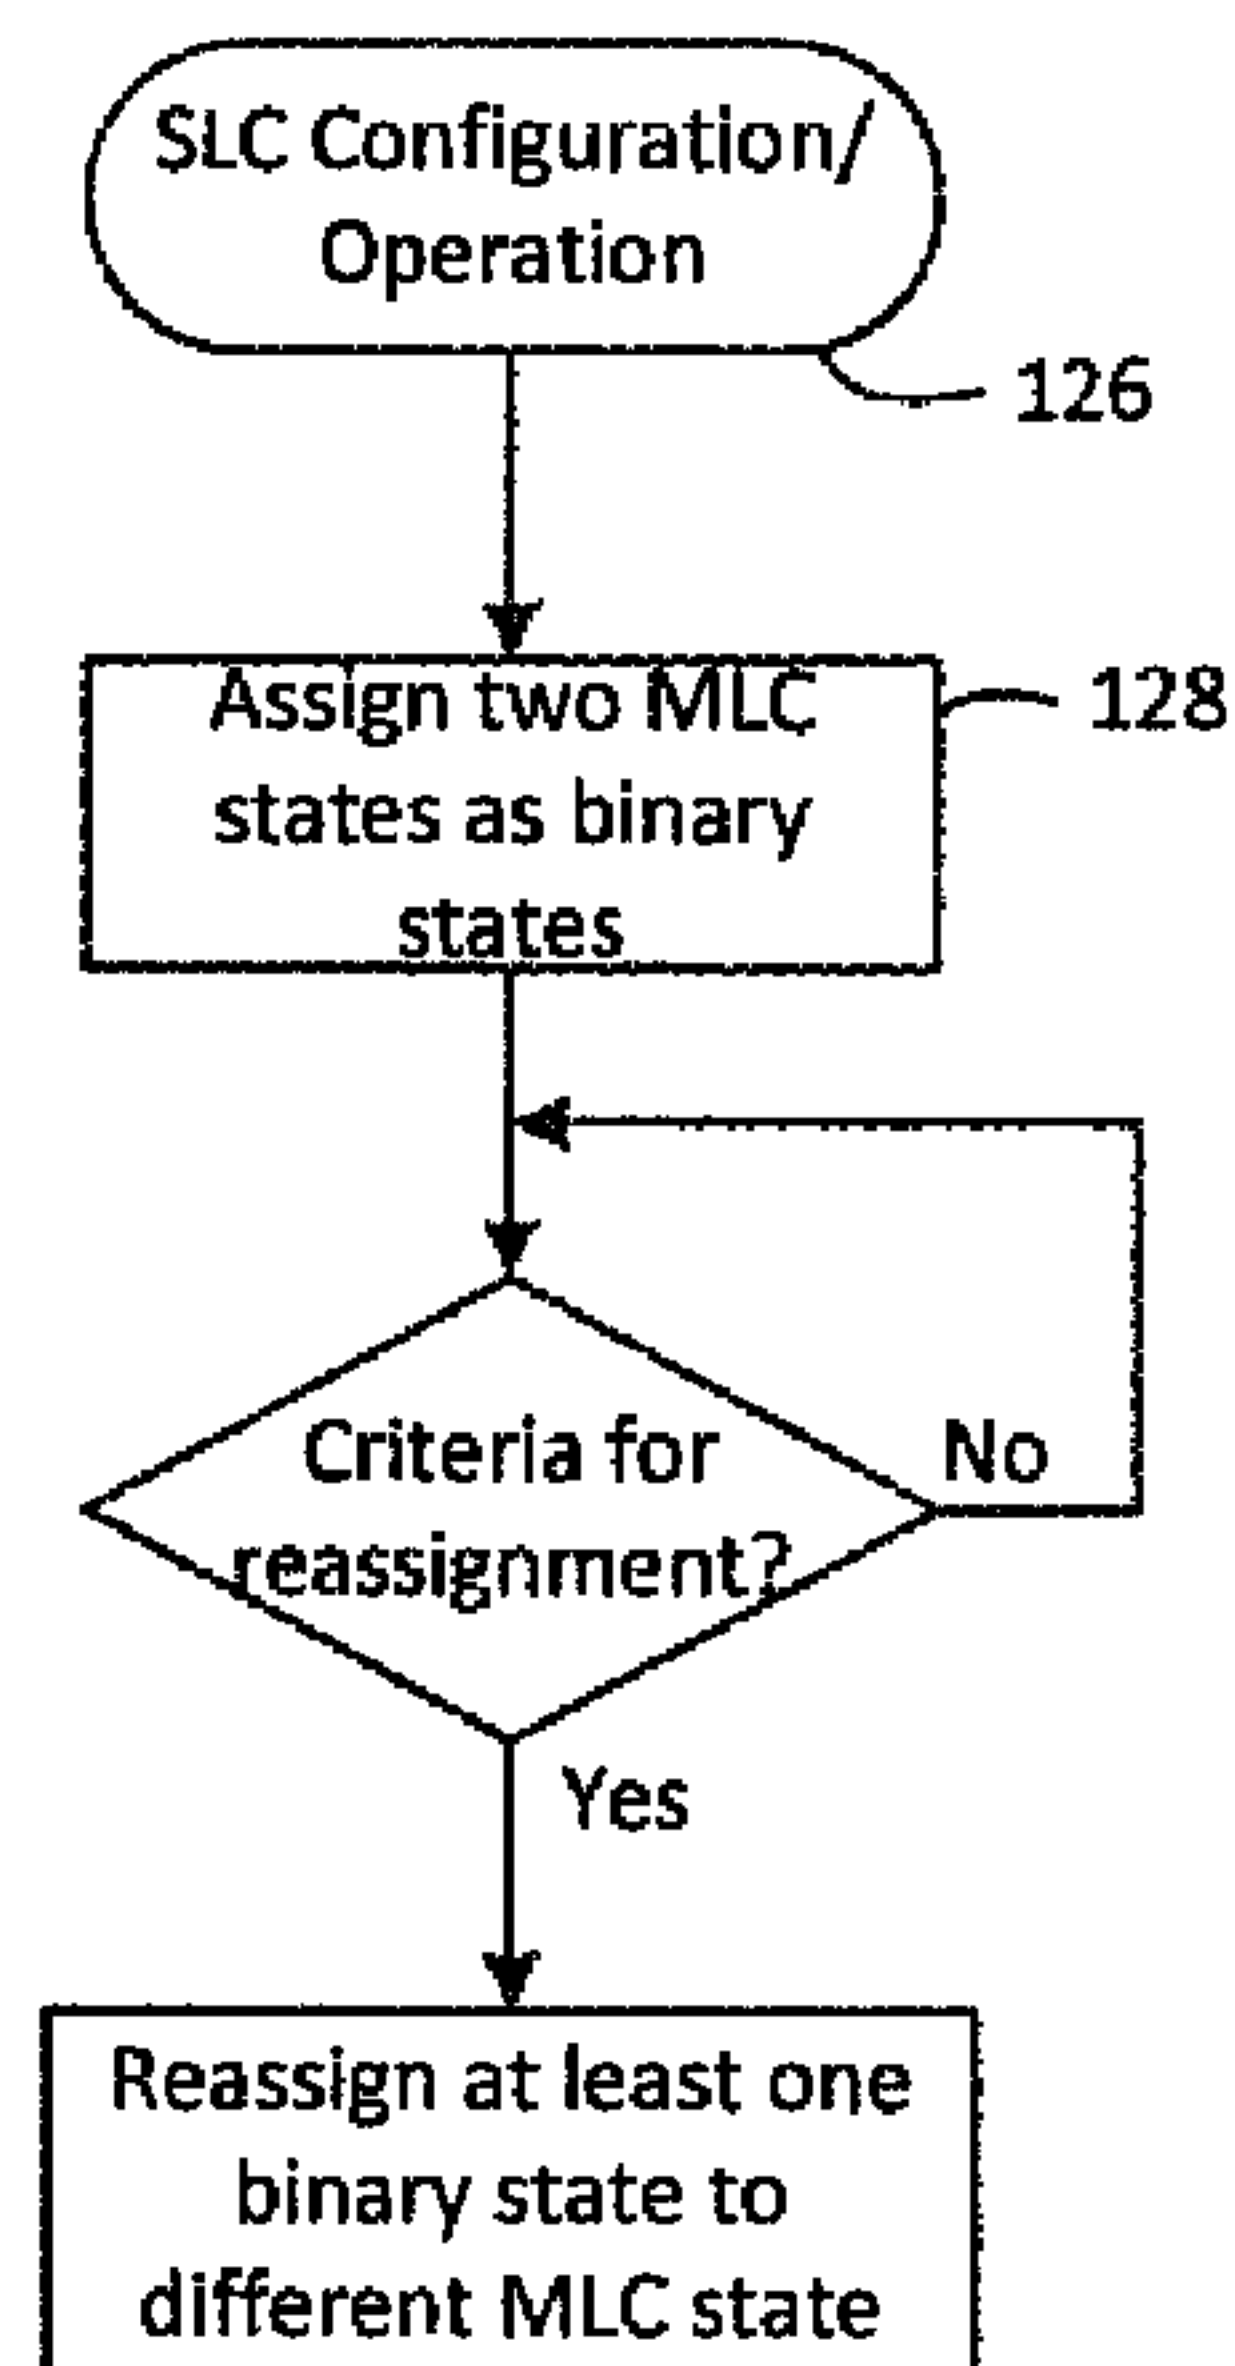 SLC Configuration/
Operation
126
Assign two MLC
states as binary
states
128
Criteria for
reassignment?
No
Yes
Reassign at least one
binary state to
different MLC state